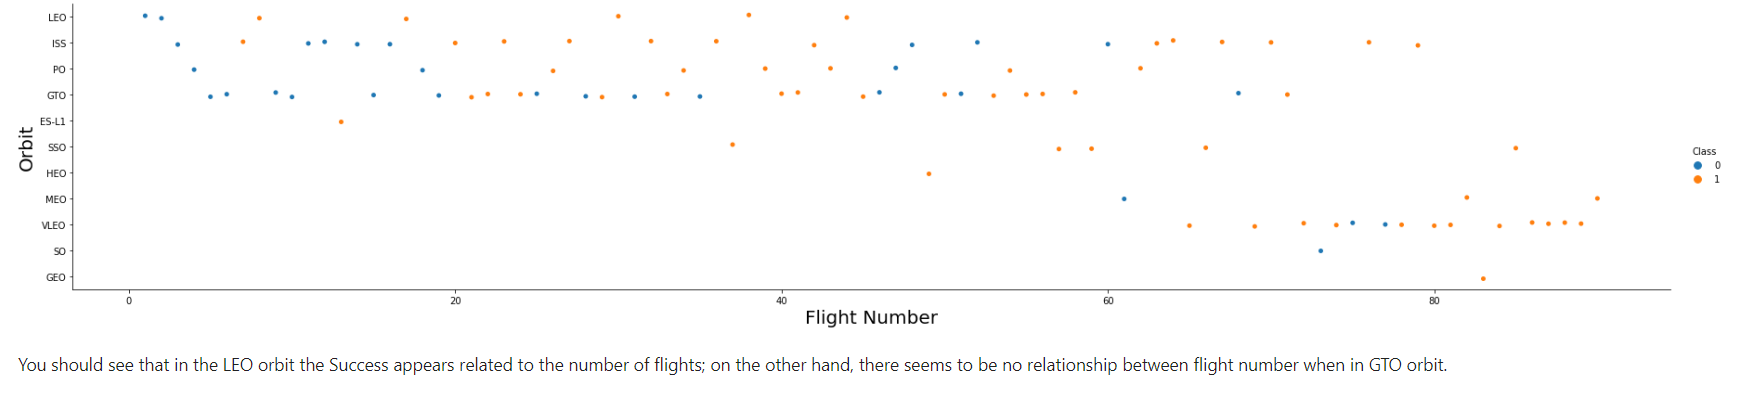 LEO
ISS
PO
GTO
ES-L1
SSO
HEO
MEO
VLEO
SO
GEO
Orbit
0 20 40 60 80
Flight Number
Class
0
1
You should see that in the LEO orbit the Success appears related to the number of flights; on the other hand, there seems to be no relationship between flight number when in GTO orbit.